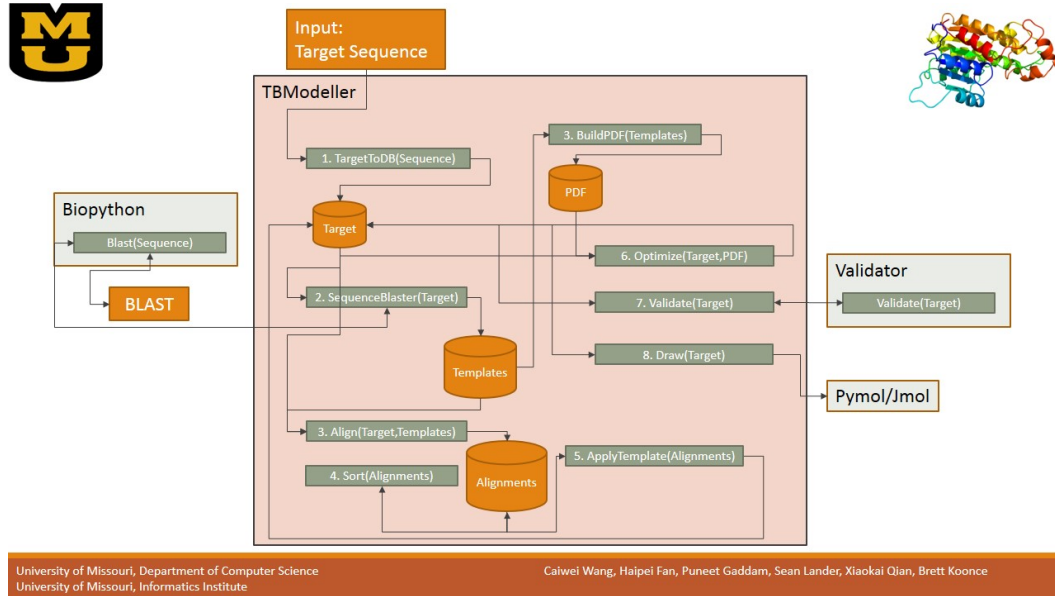 MU
Input:
Target Sequence
TBModeller
3. BuildPDF(Templates)
1. TargetToDB(Sequence)
PDF
Biopython
Target
Blast(Sequence)
6. Optimize(Target,PDF)
Validator
BLAST
2. SequenceBlaster(Target)
7. Validate(Target)
Validate(Target)
8. Draw(Target)
Templates
Pymol/Jmol
3. Align(Target,Templates)
5. ApplyTemplate(Alignments)
4. Sort(Alignments)
Alignments
University of Missouri, Department of Computer Science
University of Missouri, Informatics Institute
Caiwei Wang, Haipei Fan, Puneet Gaddam, Sean Lander, Xiaokai Qian, Brett Koonce